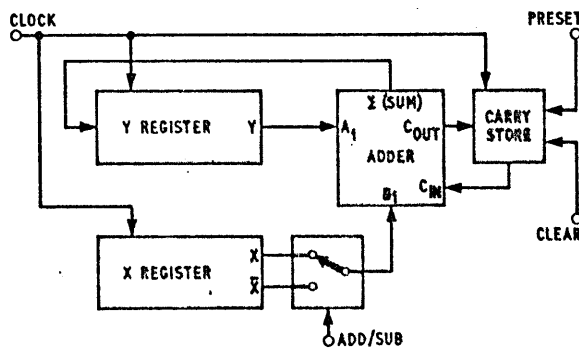 CLOCK
PRESET
Σ (SUM)
Y REGISTER
Y
A1
COUT
ADDER
CARRY
STORE
B1
CIN
CLEAR
X REGISTER
X
X̄
ADD/SUB